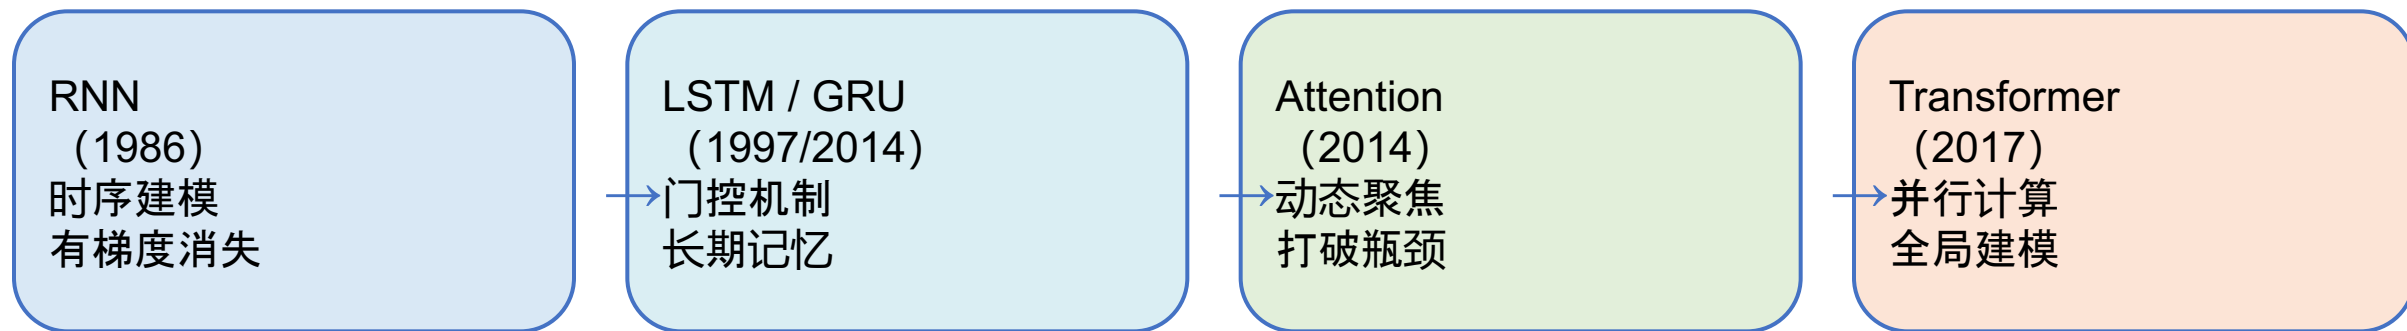 RNN
（1986）
时序建模
有梯度消失
→
LSTM / GRU
（1997/2014）
门控机制
长期记忆
→
Attention
（2014）
动态聚焦
打破瓶颈
→
Transformer
（2017）
并行计算
全局建模